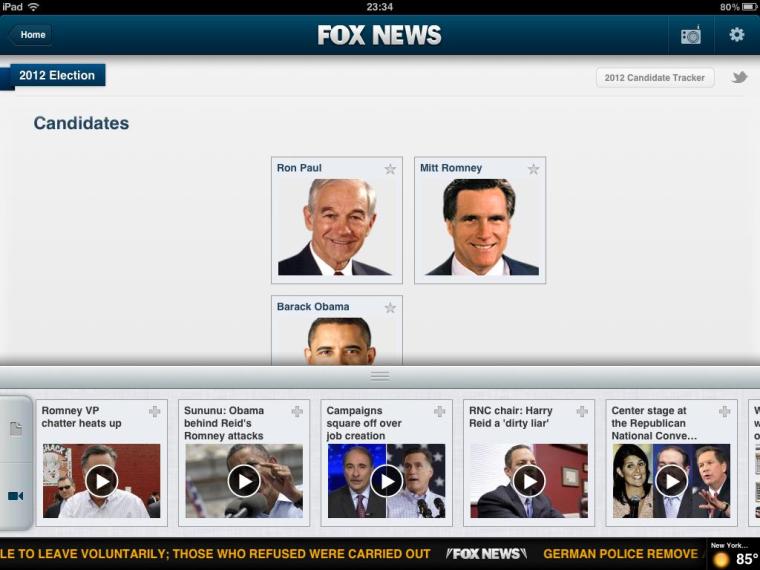 iPad 23:34 80%
Home FOX NEWS
2012 Election 2012 Candidate Tracker
Candidates
Ron Paul
Mitt Romney
Barack Obama
Romney VP
chatter heats up
Sununu: Obama
behind Reid's
Romney attacks
Campaigns
square off over
job creation
RNC chair: Harry
Reid a 'dirty liar'
Center stage at
the Republican
National Conve...
LE TO LEAVE VOLUNTARILY; THOSE WHO REFUSED WERE CARRIED OUT FOX NEWS GERMAN POLICE REMOVE
New York...
85°